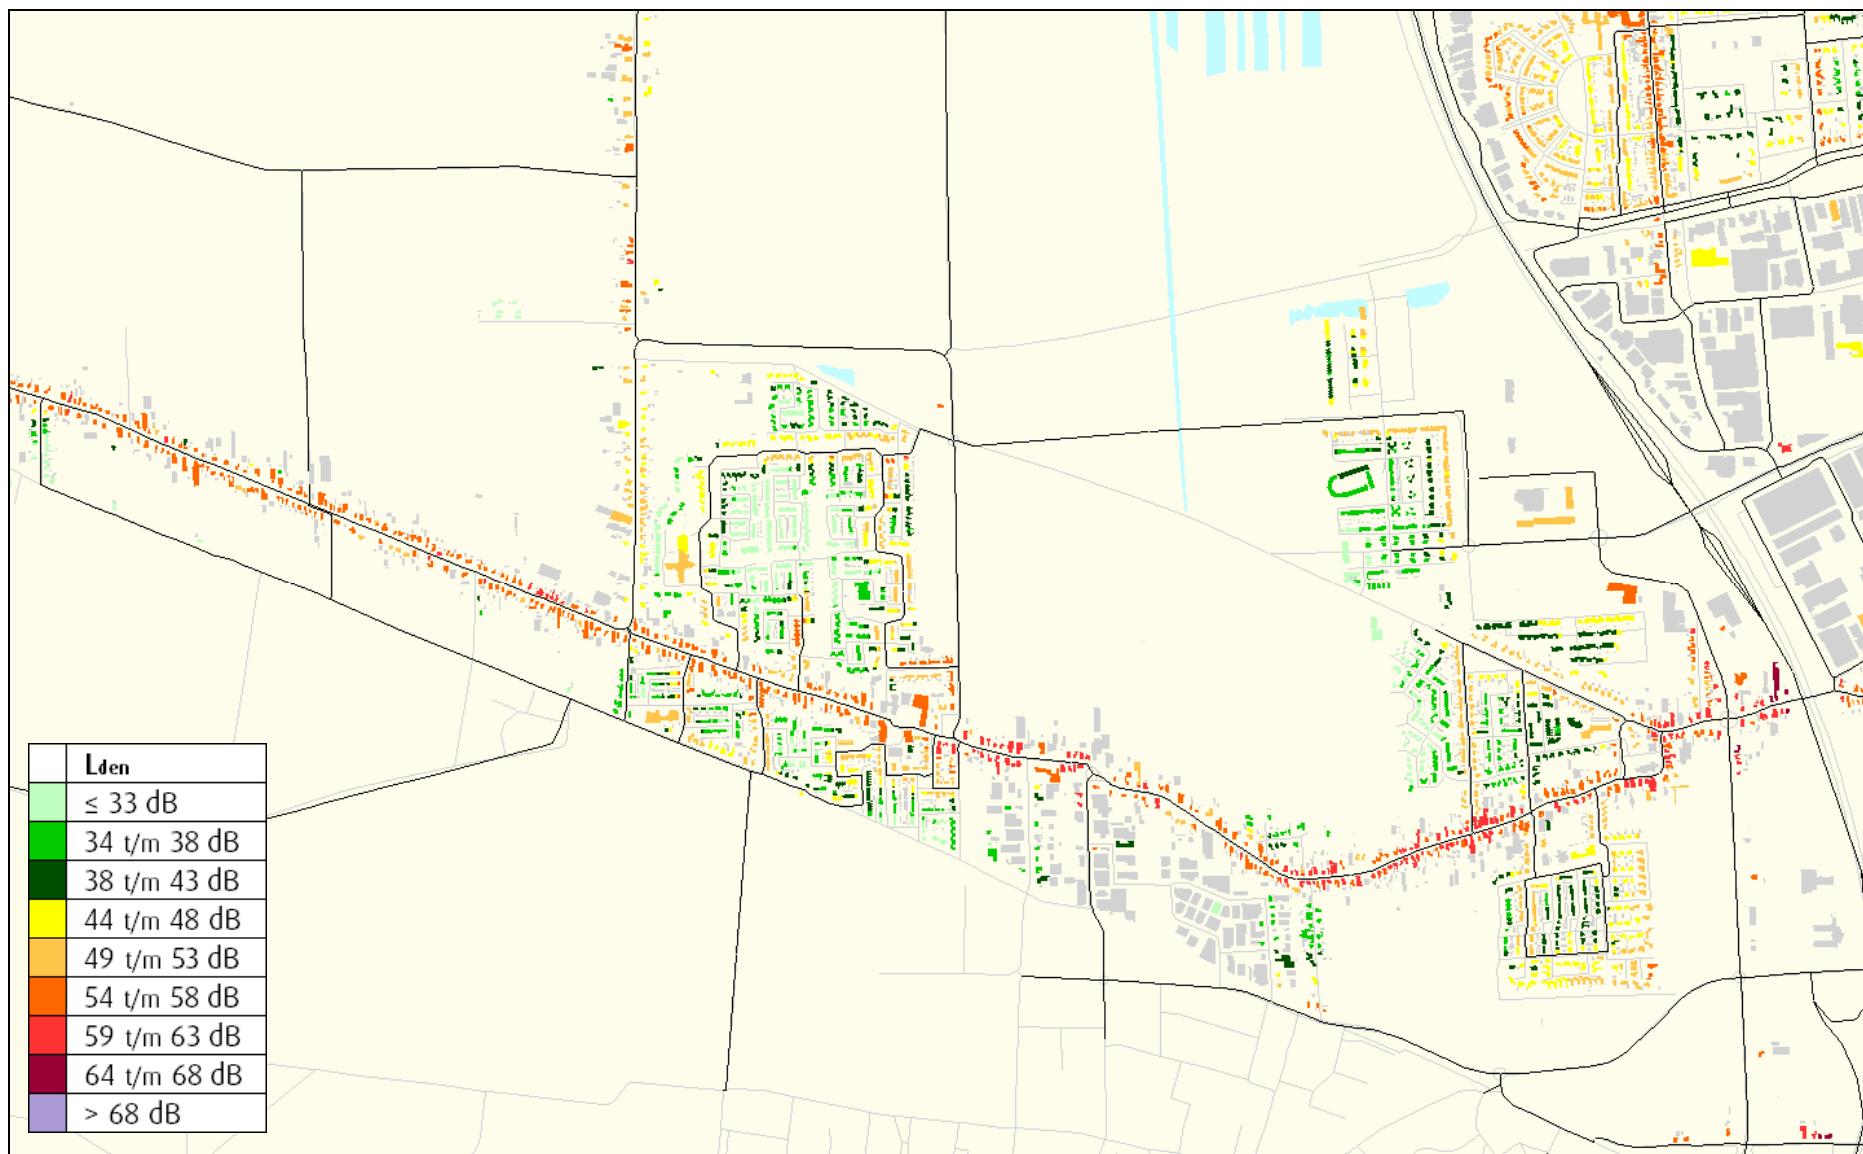 Lden
≤ 33 dB
34 t/m 38 dB
38 t/m 43 dB
44 t/m 48 dB
49 t/m 53 dB
54 t/m 58 dB
59 t/m 63 dB
64 t/m 68 dB
> 68 dB